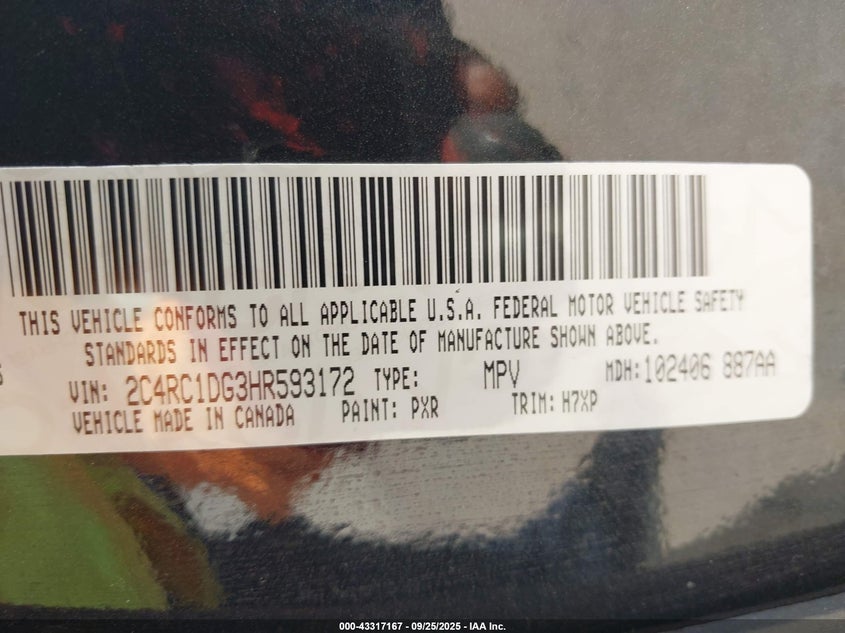 THIS VEHICLE CONFORMS TO ALL APPLICABLE U.S.A. FEDERAL MOTOR VEHICLE SAFETY
STANDARDS IN EFFECT ON THE DATE OF MANUFACTURE SHOWN ABOVE.
VIN: 2C4RC1DG3HR593172 TYPE: MPV MDH: 102406 887AA
VEHICLE MADE IN CANADA PAINT: PXR TRIM: H7XP
000-43317167 - 09/25/2025 - IAA Inc.